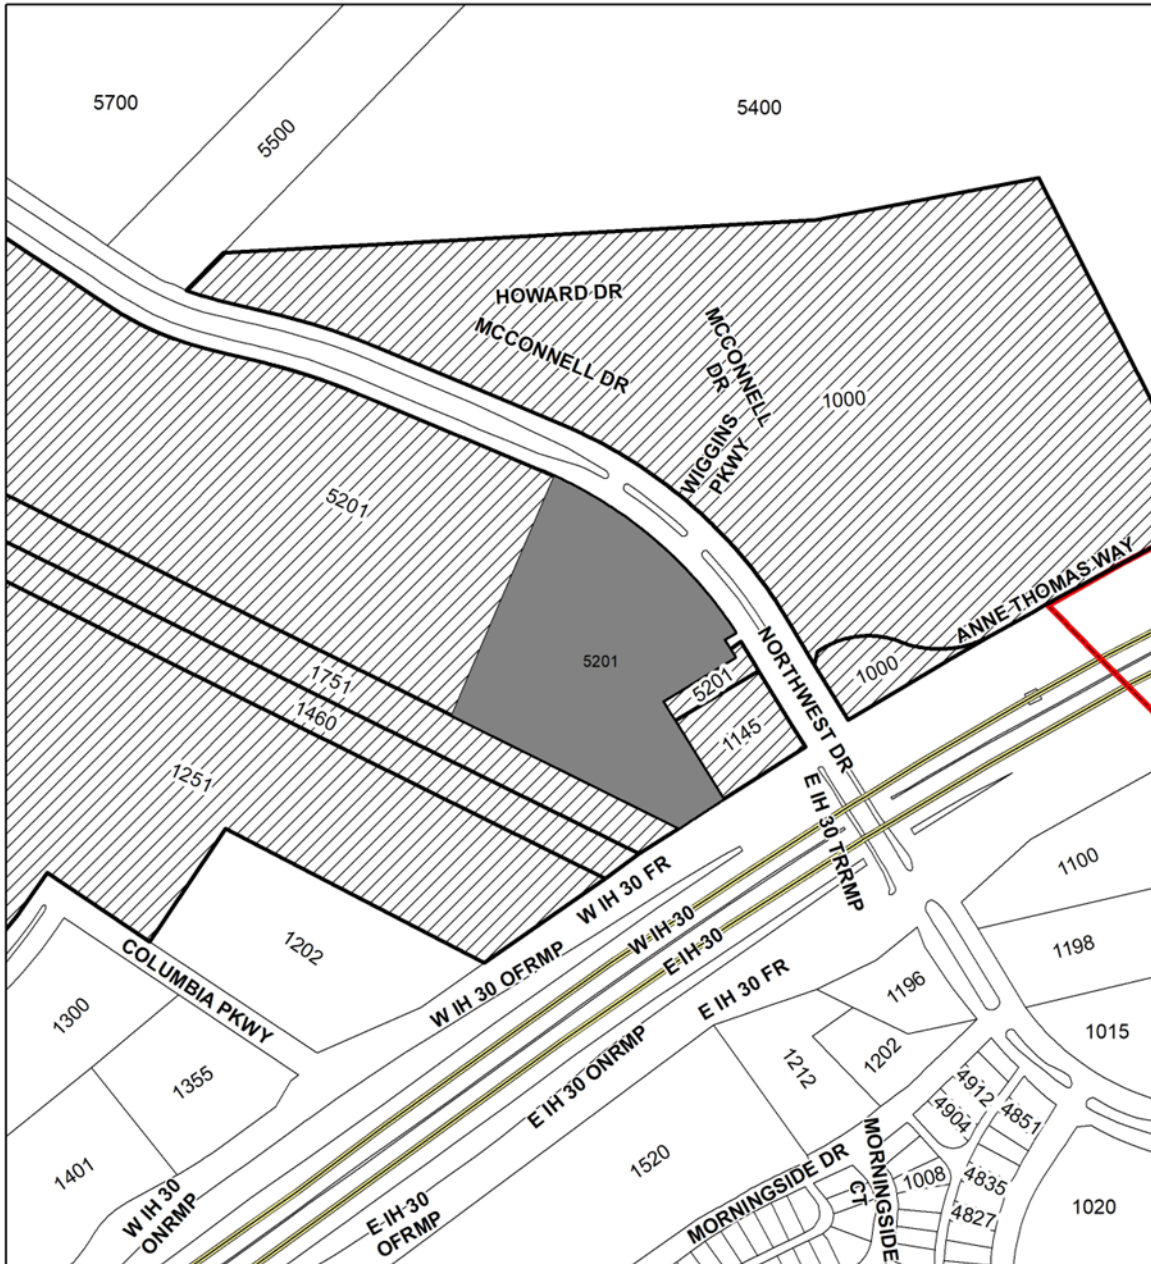 5700
5500
5400
HOWARD DR
MCCONNELL DR
MCCONNELL
DR
1000
WIGGINS
PKWY
5201
ANNE THOMAS WAY
5201
NORTHWEST DR
1000
5201
1751
1460
1145
1251
E IH 30 TRRMP
W IH 30 FR
1100
W IH 30
E IH 30
1202
1198
COLUMBIA PKWY
W IH 30 OFRMP
E IH 30 FR
1196
1300
1015
E IH 30 ONRMP
1202
1212
1355
4912
4851
4904
1520
1401
MORNINGSIDE DR
MORNINGSIDE
CT
1008
4835
W IH 30
ONRMP
E IH 30
OFRMP
4827
1020